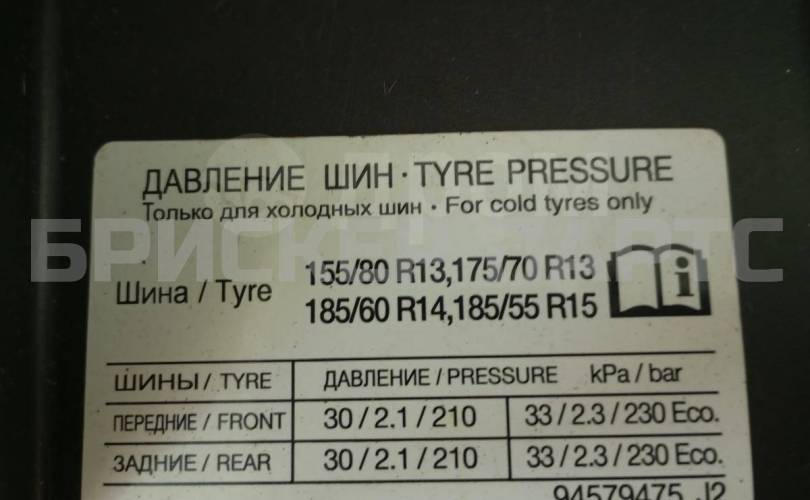 ДАВЛЕНИЕ ШИН · TYRE PRESSURE
Только для холодных шин · For cold tyres only
Шина / Tyre
155/80 R13,175/70 R13
185/60 R14,185/55 R15
ШИНЫ / TYRE ДАВЛЕНИЕ / PRESSURE kPa / bar
ПЕРЕДНИЕ / FRONT 30 / 2.1 / 210 33 / 2.3 / 230 Eco.
ЗАДНИЕ / REAR 30 / 2.1 / 210 33 / 2.3 / 230 Eco.
94579475 J2